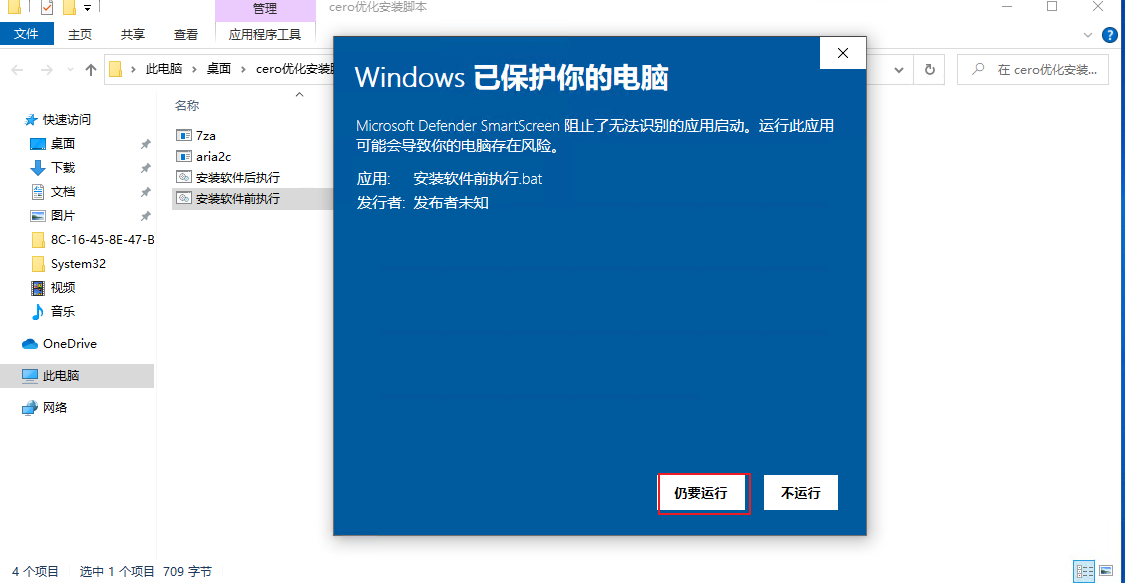 管理
cero优化安装脚本
文件
主页
共享
查看
应用程序工具
此电脑
桌面
cero优化安装脚
在 cero优化安装...
名称
快速访问
桌面
下载
文档
图片
8C-16-45-8E-47-B
System32
视频
音乐
OneDrive
此电脑
网络
7za
aria2c
安装软件后执行
安装软件前执行
Windows 已保护你的电脑
Microsoft Defender SmartScreen 阻止了无法识别的应用启动。运行此应用
可能会导致你的电脑存在风险。
应用: 安装软件前执行.bat
发行者: 发布者未知
仍要运行
不运行
4 个项目 选中 1 个项目 709 字节